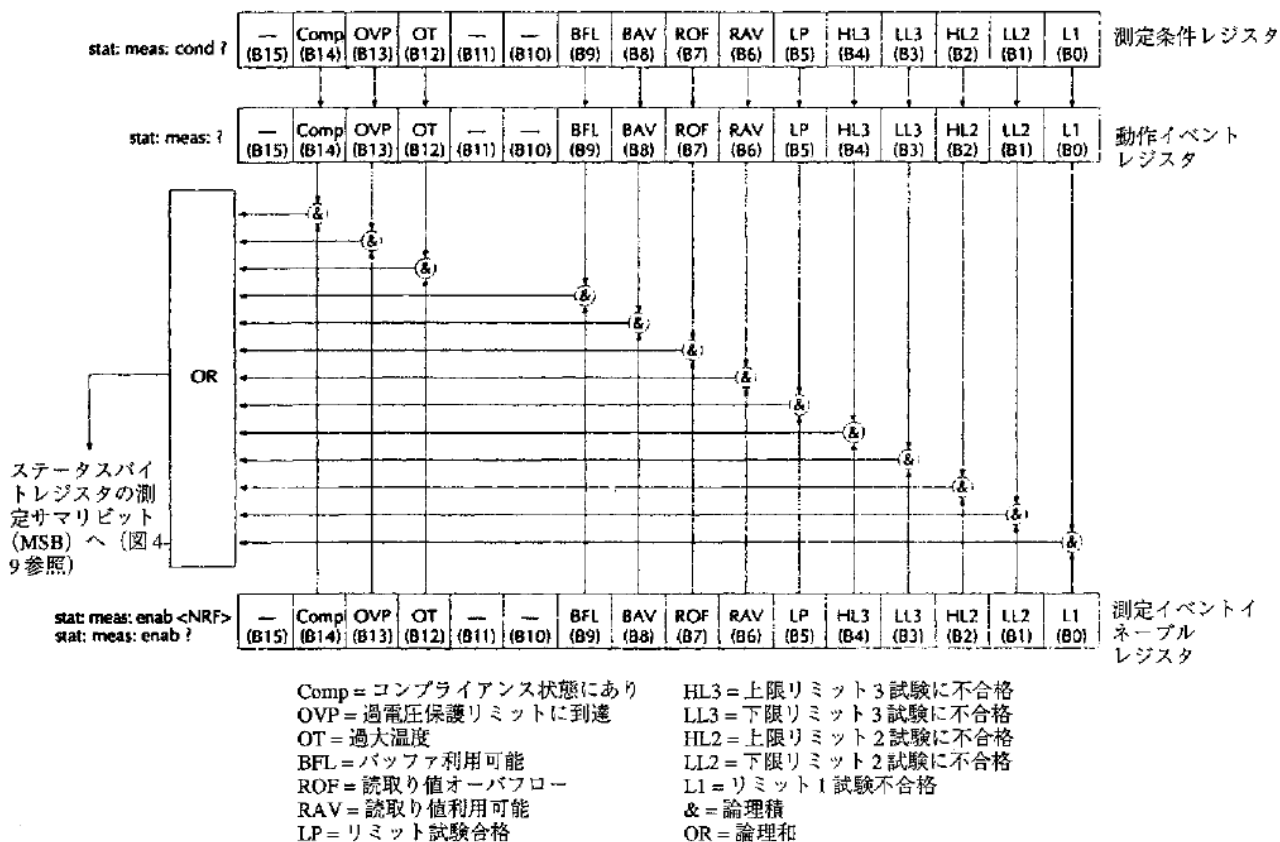 stat: meas: cond ?
— Comp OVP OT — — BFL BAV ROF RAV LP HL3 LL3 HL2 LL2 L1
(B15) (B14) (B13) (B12) (B11) (B10) (B9) (B8) (B7) (B6) (B5) (B4) (B3) (B2) (B1) (B0)
測定条件レジスタ
stat: meas: ?
— Comp OVP OT — — BFL BAV ROF RAV LP HL3 LL3 HL2 LL2 L1
(B15) (B14) (B13) (B12) (B11) (B10) (B9) (B8) (B7) (B6) (B5) (B4) (B3) (B2) (B1) (B0)
動作イベント
レジスタ
&
&
&
&
&
&
&
&
&
&
&
&
&
OR
ステータスバイ
トレジスタの測
定サマリビット
(MSB) へ (図4-
9参照)
stat: meas: enab <NRF>
stat: meas: enab ?
— Comp OVP OT — — BFL BAV ROF RAV LP HL3 LL3 HL2 LL2 L1
(B15) (B14) (B13) (B12) (B11) (B10) (B9) (B8) (B7) (B6) (B5) (B4) (B3) (B2) (B1) (B0)
測定イベントイ
ネーブル
レジスタ
Comp = コンプライアンス状態にあり
OVP = 過電圧保護リミットに到達
OT = 過大温度
BFL = バッファ利用可能
ROF = 読取り値オーバフロー
RAV = 読取り値利用可能
LP = リミット試験合格
HL3 = 上限リミット3試験に不合格
LL3 = 下限リミット3試験に不合格
HL2 = 上限リミット2試験に不合格
LL2 = 下限リミット2試験に不合格
L1 = リミット1試験不合格
& = 論理積
OR = 論理和